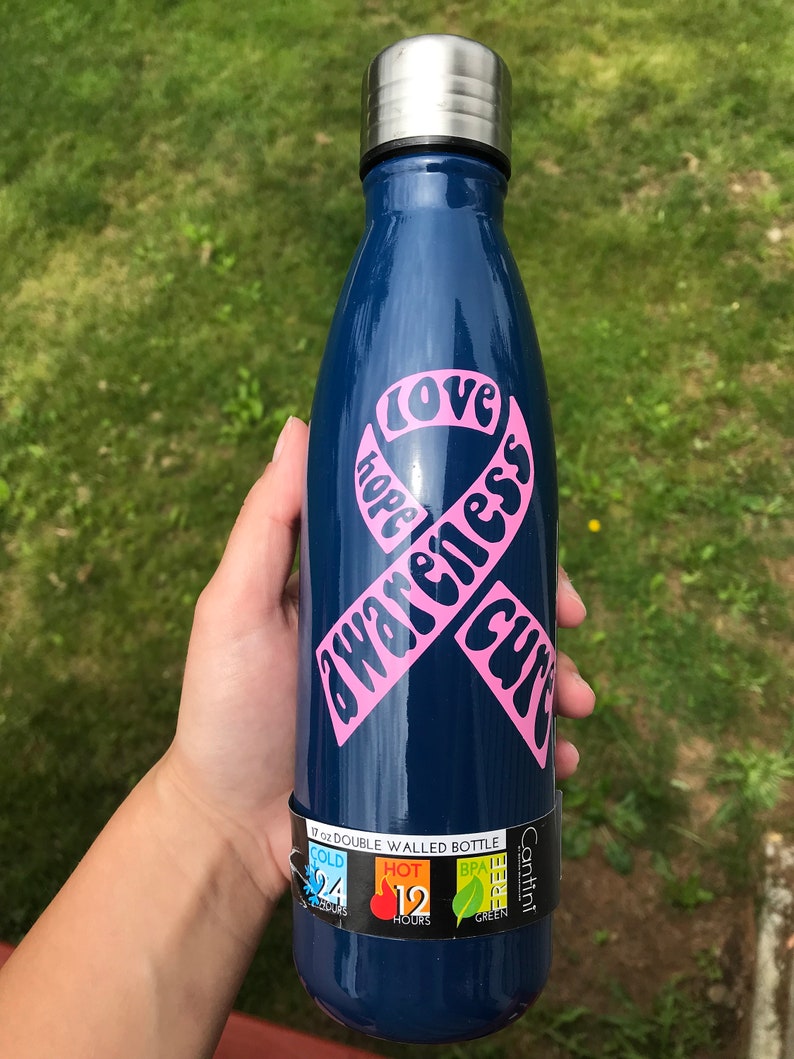 love
hope
awareness
cure
17 oz DOUBLE WALLED BOTTLE
COLD
24
HOURS
HOT
12
HOURS
BPA
FREE
GREEN
Cantini